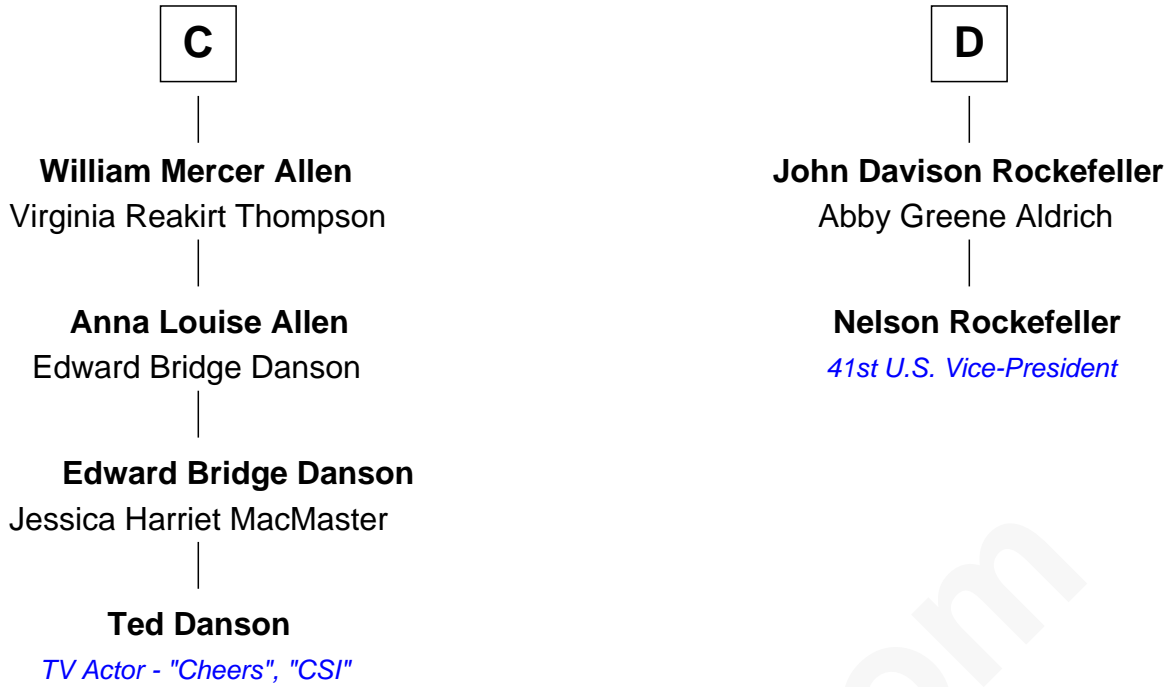 C
William Mercer Allen
Virginia Reakirt Thompson
Anna Louise Allen
Edward Bridge Danson
Edward Bridge Danson
Jessica Harriet MacMaster
Ted Danson
TV Actor - "Cheers", "CSI"
D
John Davison Rockefeller
Abby Greene Aldrich
Nelson Rockefeller
41st U.S. Vice-President
om